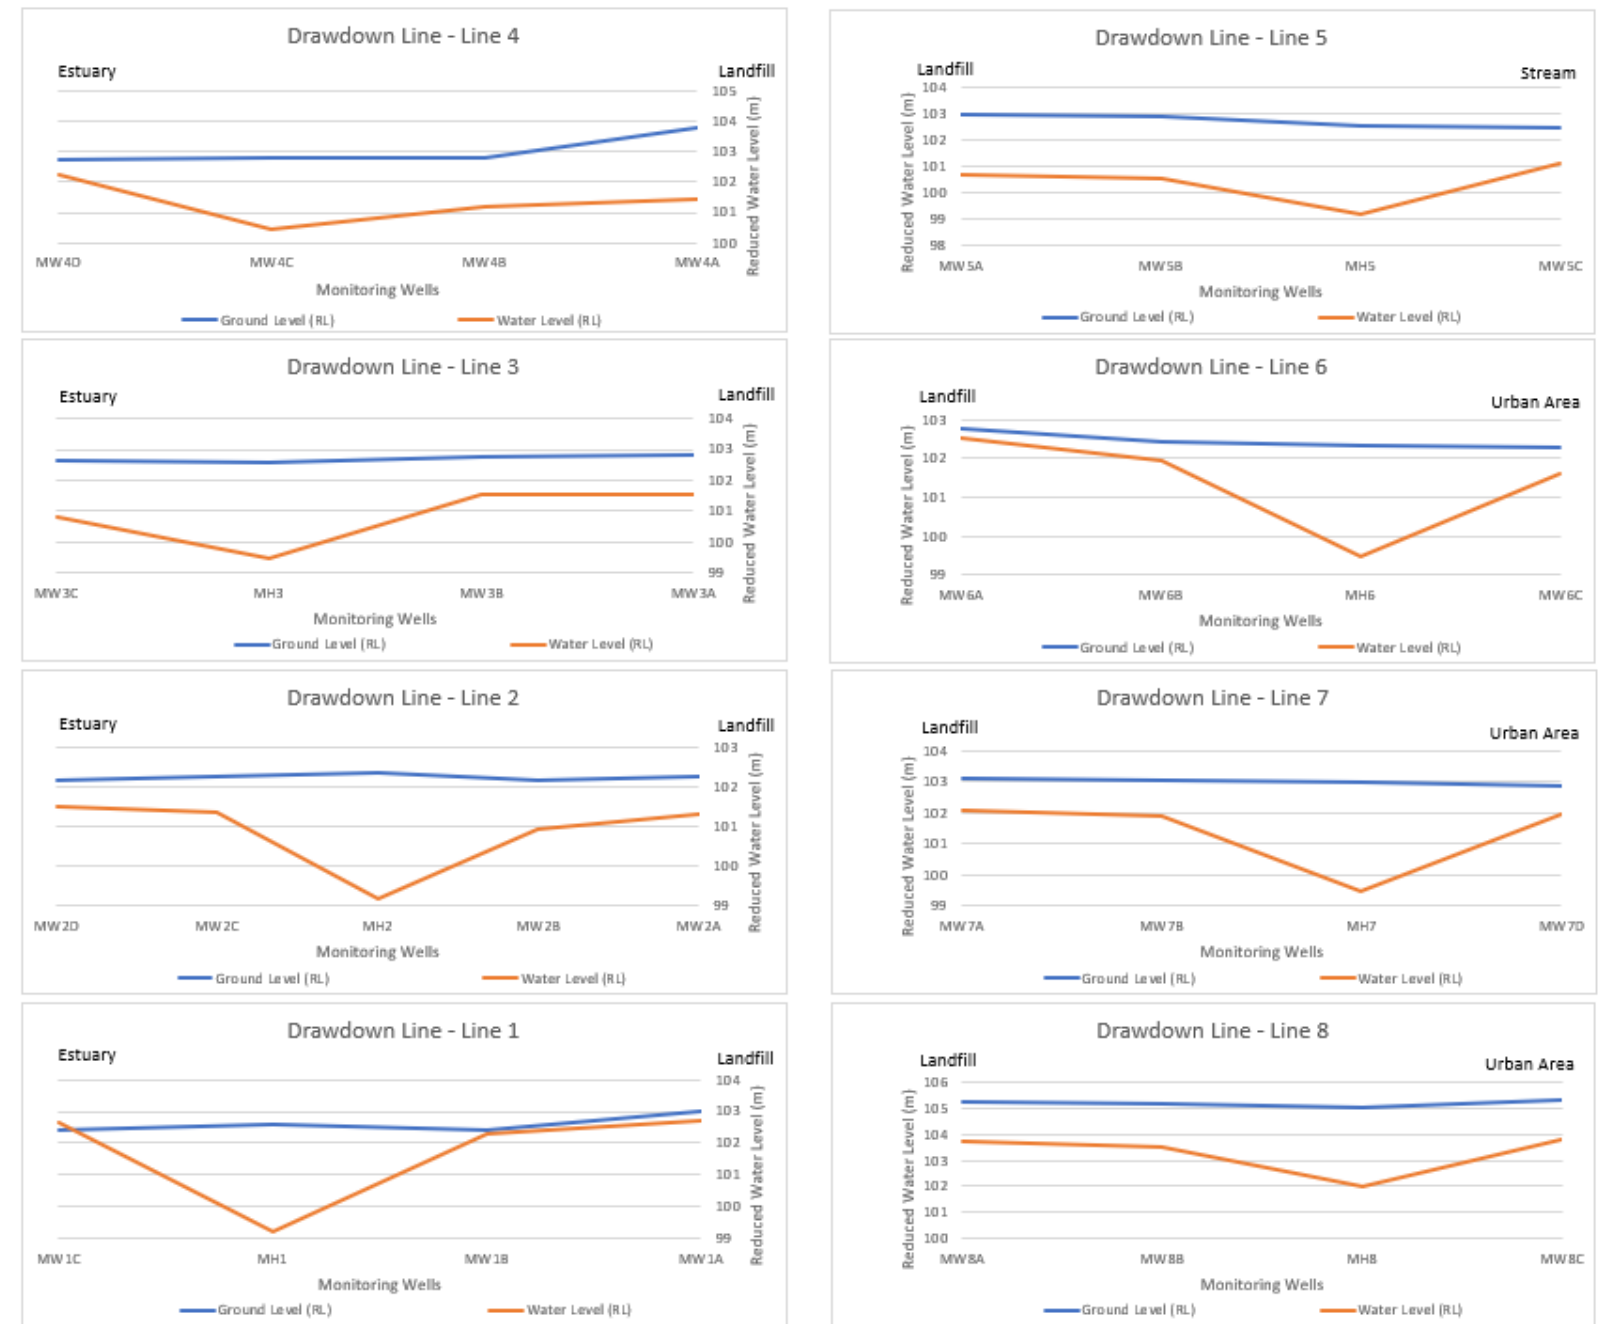 Drawdown Line - Line 4
Estuary
Landfill
105
104
103
102
101
100
Reduced Water Level (m)
MW4D MW4C MW4B MW4A
Monitoring Wells
Ground Level (RL) Water Level (RL)
Drawdown Line - Line 5
Landfill
Stream
104
103
102
101
100
99
98
Reduced Water Level (m)
MW5A MW5B MH5 MW5C
Monitoring Wells
Ground Level (RL) Water Level (RL)
Drawdown Line - Line 3
Estuary
Landfill
104
103
102
101
100
99
Reduced Water Level (m)
MW3C MH3 MW3B MW3A
Monitoring Wells
Ground Level (RL) Water Level (RL)
Drawdown Line - Line 6
Landfill
Urban Area
103
102
101
100
99
Reduced Water Level (m)
MW6A MW6B MH6 MW6C
Monitoring Wells
Ground Level (RL) Water Level (RL)
Drawdown Line - Line 2
Estuary
Landfill
103
102
101
100
99
Reduced Water Level (m)
MW2D MW2C MH2 MW2B MW2A
Monitoring Wells
Ground Level (RL) Water Level (RL)
Drawdown Line - Line 7
Landfill
Urban Area
104
103
102
101
100
99
Reduced Water Level (m)
MW7A MW7B MH7 MW7D
Monitoring Wells
Ground Level (RL) Water Level (RL)
Drawdown Line - Line 1
Estuary
Landfill
104
103
102
101
100
99
Reduced Water Level (m)
MW1C MH1 MW1B MW1A
Monitoring Wells
Ground Level (RL) Water Level (RL)
Drawdown Line - Line 8
Landfill
Urban Area
106
105
104
103
102
101
100
Reduced Water Level (m)
MW8A MW8B MH8 MW8C
Monitoring Wells
Ground Level (RL) Water Level (RL)